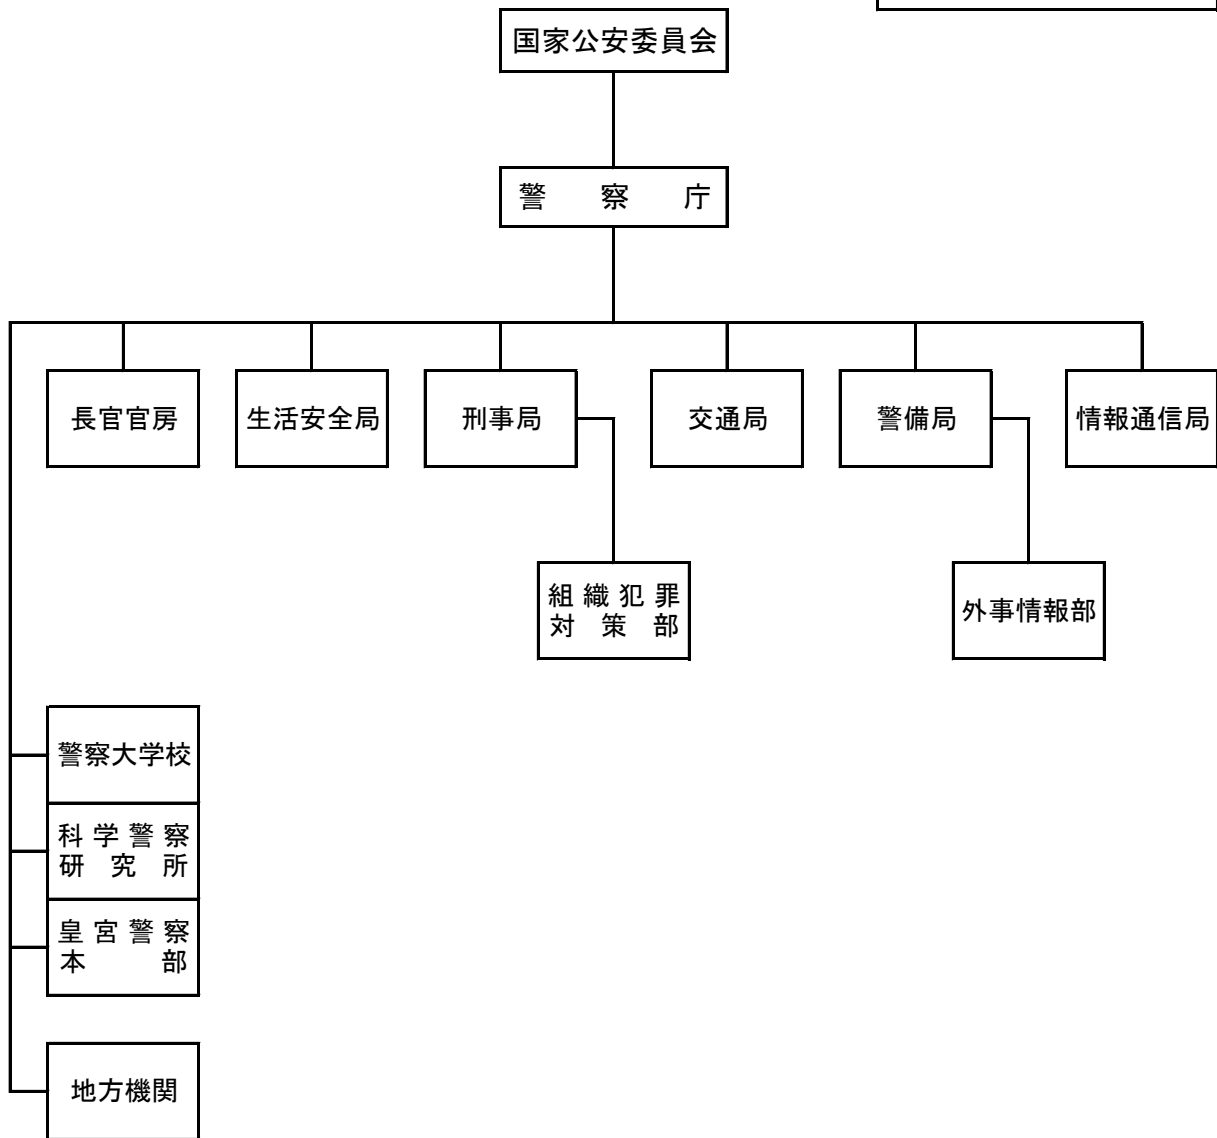 国家公安委員会
警察庁
長官官房
生活安全局
刑事局
交通局
警備局
情報通信局
組織犯罪
対策部
外事情報部
警察大学校
科学警察
研究所
皇宮警察
本部
地方機関